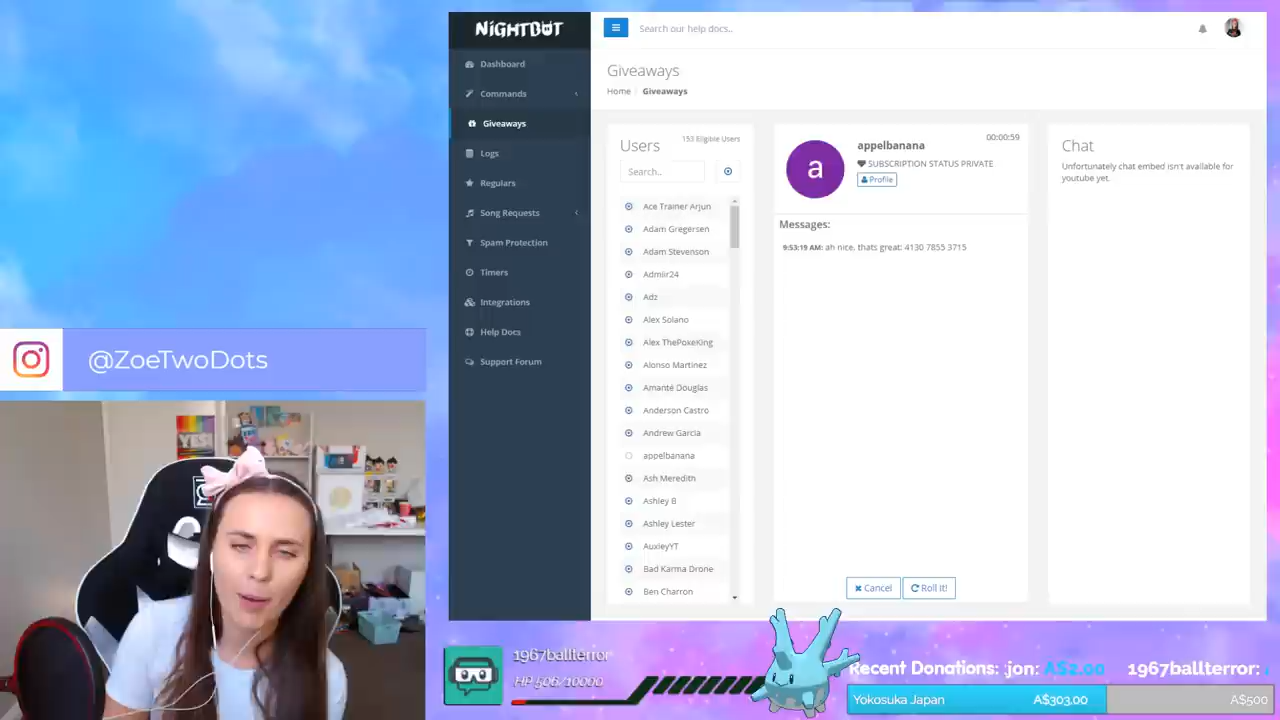 NIGHTBOT
Search our help docs..
Dashboard
Commands
Giveaways
Logs
Regulars
Song Requests
Spam Protection
Timers
Integrations
Help Docs
Support Forum
Giveaways
Home / Giveaways
Users
153 Eligible Users
Search..
Ace Trainer Arjun
Adam Gregersen
Adam Stevenson
Admiir24
Adz
Alex Solano
Alex ThePoxeKing
Alonso Martinez
Amanté Douglas
Anderson Castro
Andrew Garcia
appelbanana
Ash Meredith
Ashley B
Ashley Lester
AuxieyYT
Bad Karma Drone
Ben Charron
a
appelbanana
00:00:59
SUBSCRIPTION STATUS PRIVATE
Profile
Messages:
9:53:19 AM: ah nice, thats great: 4130 7855 3715
Cancel
Roll It!
Chat
Unfortunately chat embed isn't available for
youtube yet.
@ZoeTwoDots
YES!
1967ballterror
HP 506/10000
Recent Donations: :jon: A$2.00 1967ballterror:
Yokosuka Japan A$303.00 A$500